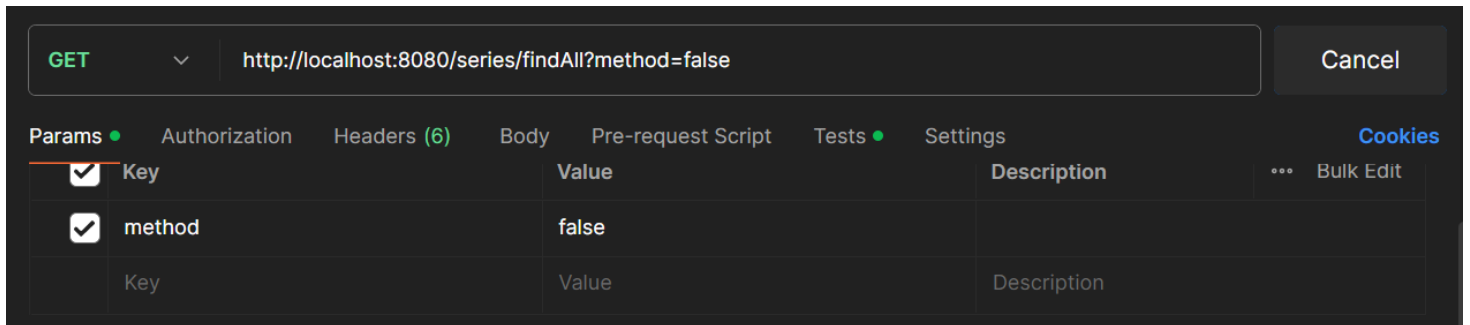 GET http://localhost:8080/series/findAll?method=false Cancel
Params Authorization Headers (6) Body Pre-request Script Tests Settings Cookies
Key Value Description Bulk Edit
method false
Key Value Description